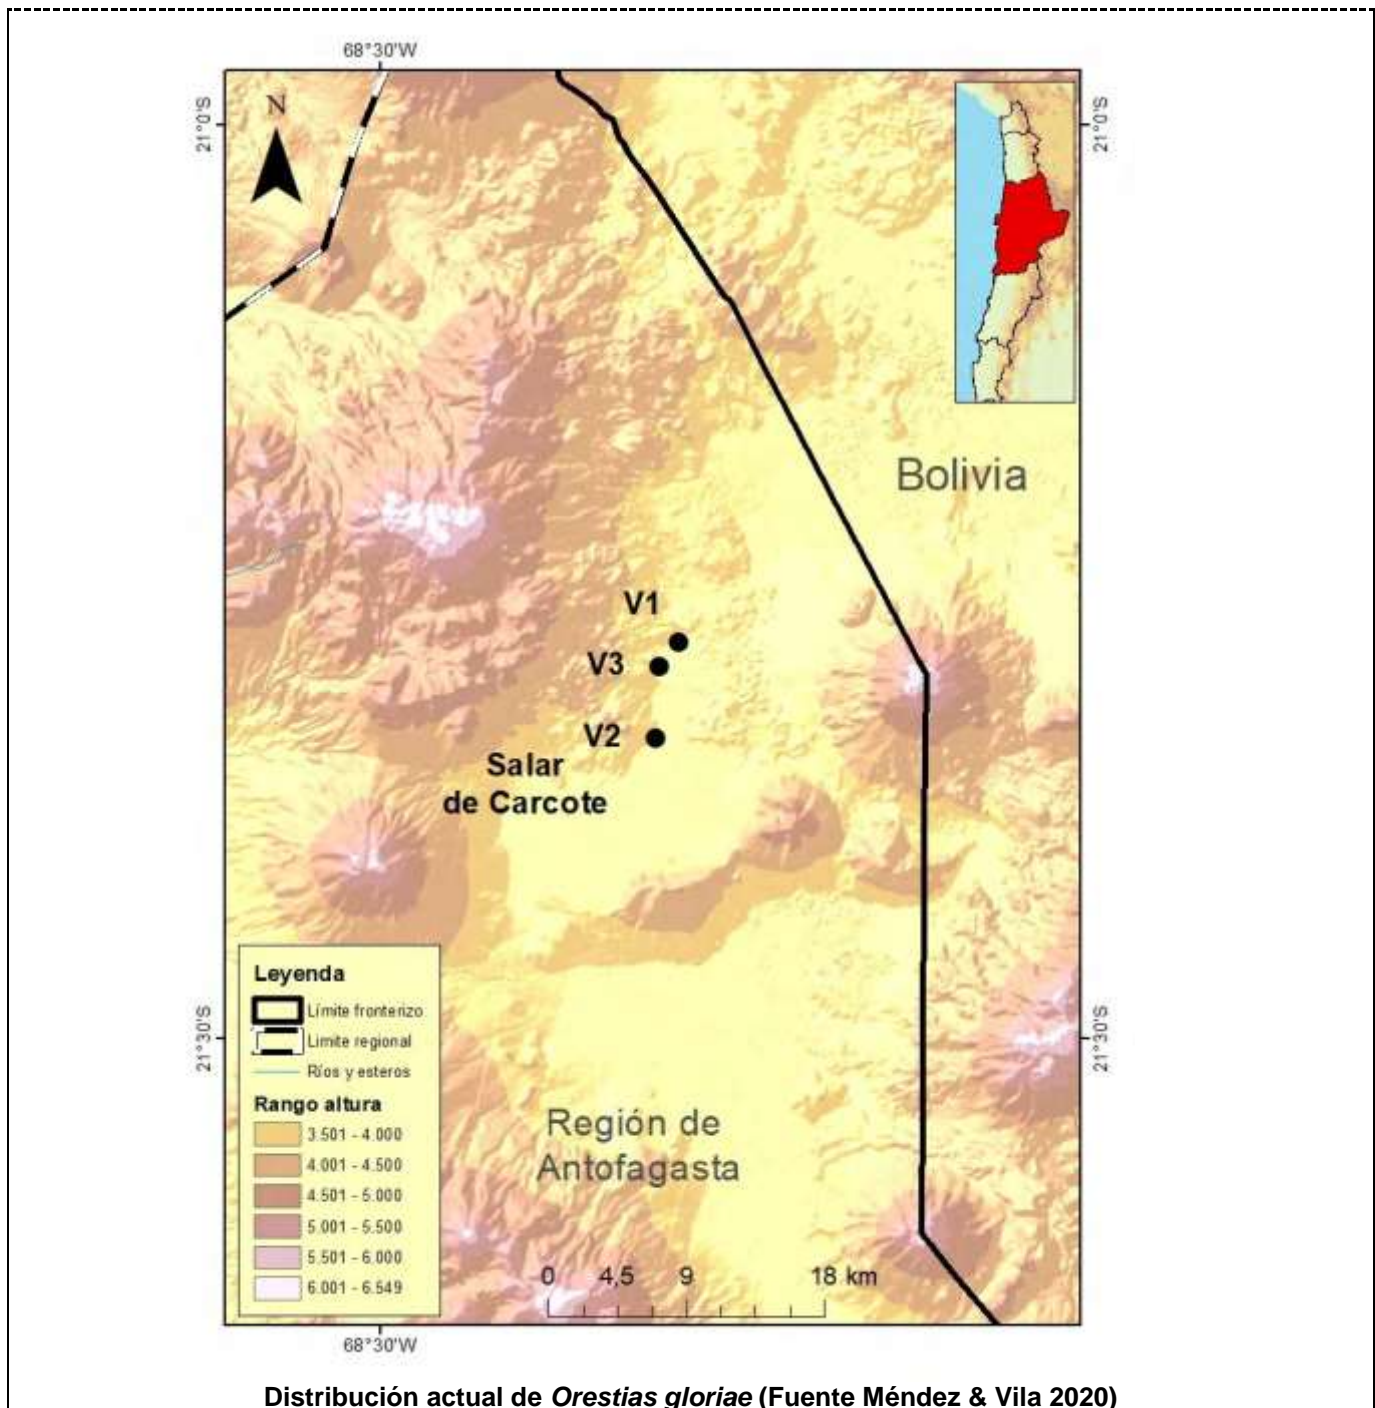 68°30'W
21°0'S
21°0'S
N
Bolivia
V1
V3
V2
Salar
de Carcote
21°30'S
21°30'S
Leyenda
Límite fronterizo
Limite regional
Ríos y esteros
Rango altura
3.501 - 4.000
4.001 - 4.500
4.501 - 5.000
5.001 - 5.500
5.501 - 6.000
6.001 - 6.549
Región de
Antofagasta
0 4,5 9 18 km
68°30'W
Distribución actual de Orestias gloriae (Fuente Méndez & Vila 2020)